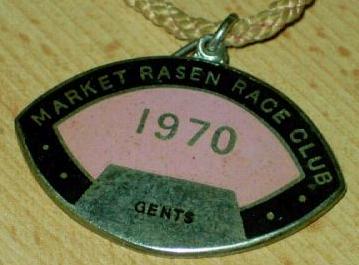 MARKET RASEN RACE CLUB
1970
GENTS